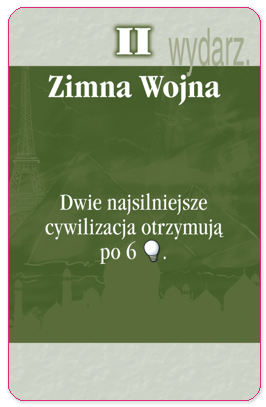 II
wydarz.
Zimna Wojna
Dwie najsilniejsze
cywilizacja otrzymują
po 6 .